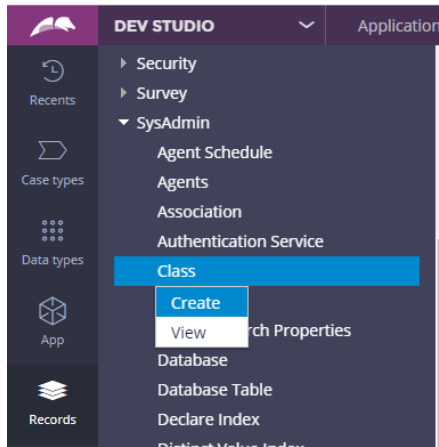 DEV STUDIO
Application
Recents
Case types
Data types
App
Records
Security
Survey
SysAdmin
Agent Schedule
Agents
Association
Authentication Service
Class
Create
View
Properties
Database
Database Table
Declare Index